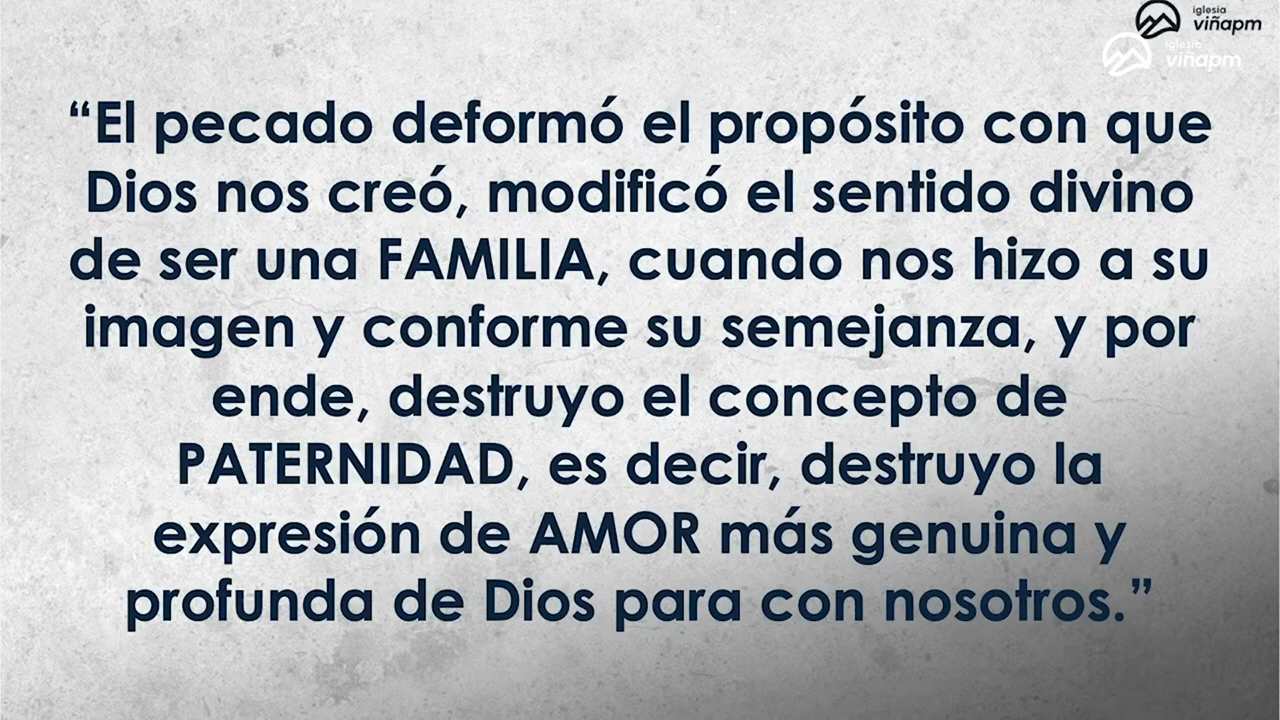 iglesia
viñapm
iglesia
viñapm
“El pecado deformó el propósito con que
Dios nos creó, modificó el sentido divino
de ser una FAMILIA, cuando nos hizo a su
imagen y conforme su semejanza, y por
ende, destruyo el concepto de
PATERNIDAD, es decir, destruyo la
expresión de AMOR más genuina y
profunda de Dios para con nosotros.”